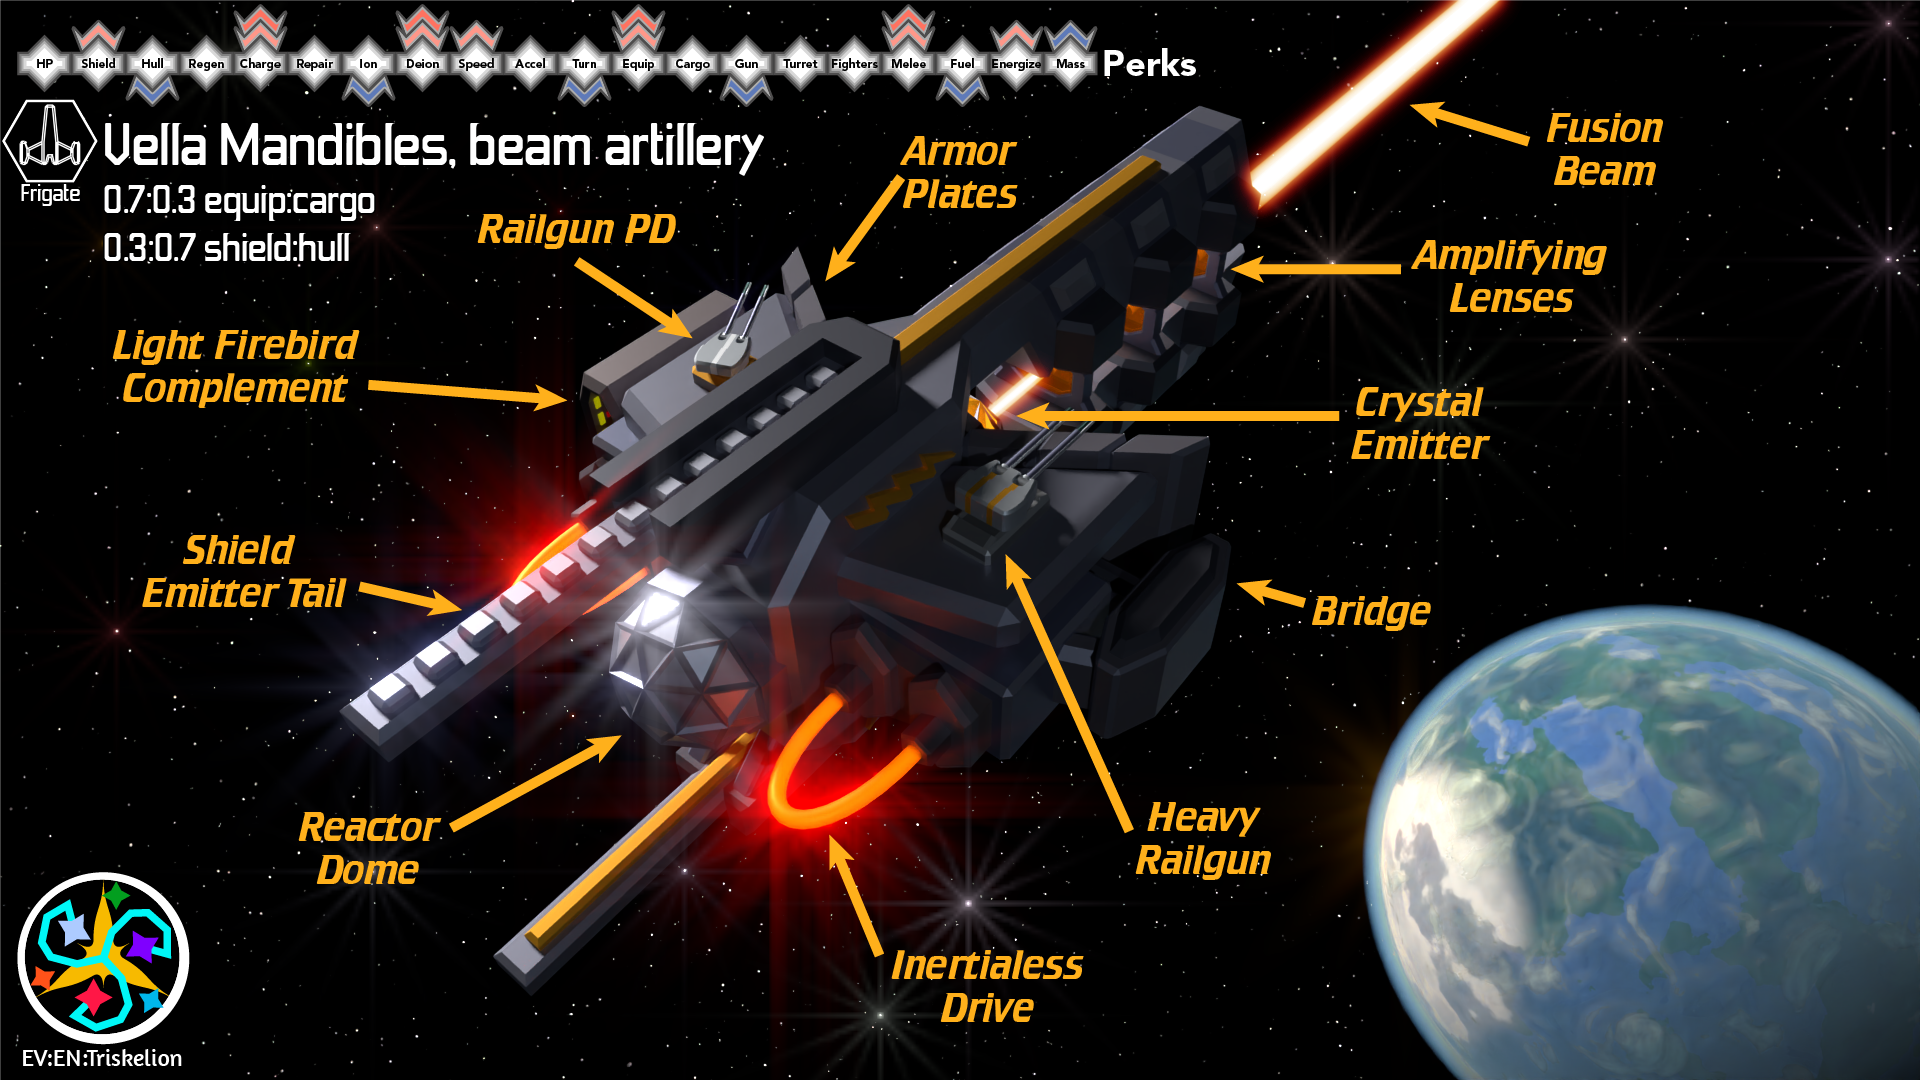 HP Shield Hull Regen Charge Repair Ion Deion Speed Accel Turn Equip Cargo Gun Turret Fighters Melee Fuel Energize Mass Perks
Frigate
Vella Mandibles, beam artillery
0.7:0.3 equip:cargo
0.3:0.7 shield:hull
Armor
Plates
Fusion
Beam
Railgun PD
Amplifying
Lenses
Light Firebird
Complement
Crystal
Emitter
Shield
Emitter Tail
Bridge
Reactor
Dome
Heavy
Railgun
Inertialess
Drive
EV:EN:Triskelion